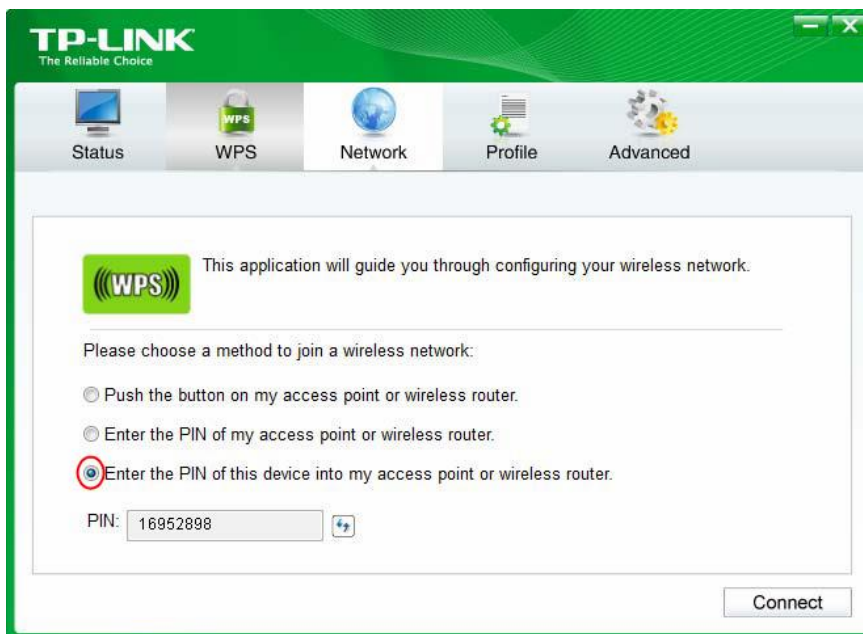 TP-LINK
The Reliable Choice
Status WPS Network Profile Advanced
WPS
(((WPS)))
This application will guide you through configuring your wireless network.
Please choose a method to join a wireless network:
Push the button on my access point or wireless router.
Enter the PIN of my access point or wireless router.
Enter the PIN of this device into my access point or wireless router.
PIN: 16952898
Connect